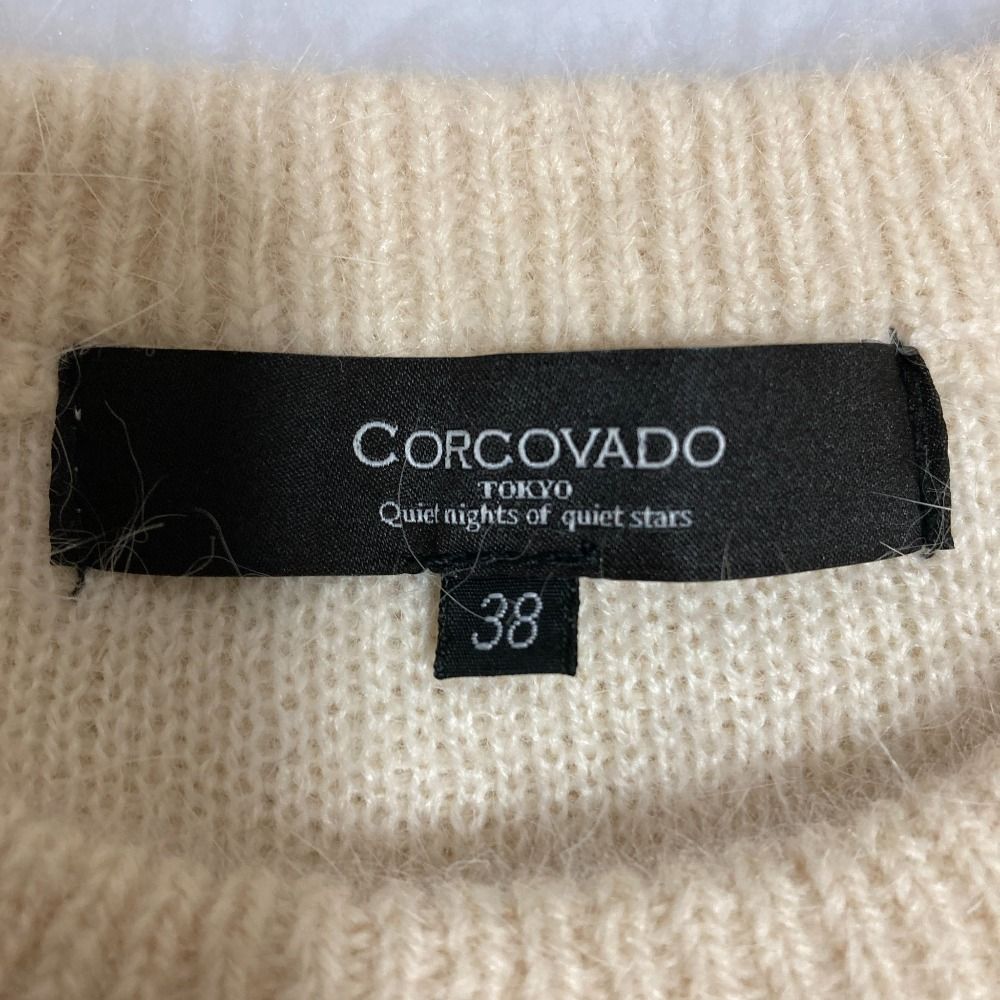 CORCOVADO
TOKYO
Quiet nights of quiet stars
38